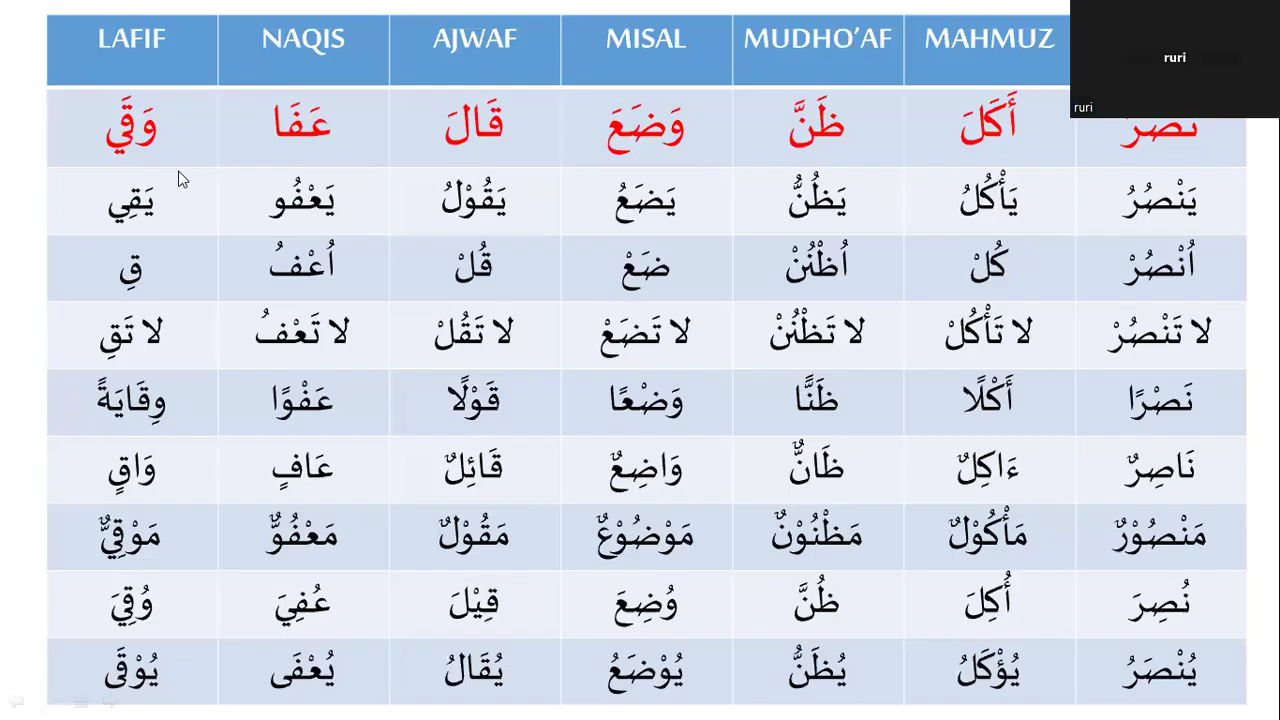 LAFIF NAQIS AJWAF MISAL MUDHO'AF MAHMUZ
ruri
ruri
نَصَرَ أَكَلَ ظَنَّ وَضَعَ قَالَ عَفَا وَقَي
يَنْصُرُ يَأْكُلُ يَظُنُّ يَضَعُ يَقُوْلُ يَعْفُو يَقِي
اُنْصُرْ كُلْ اُظْنُنْ ضَعْ قُلْ اُعْفُ قِ
لا تَنْصُرْ لا تَأْكُلْ لا تَظْنُنْ لا تَضَعْ لا تَقُلْ لا تَعْفُ لا تَقِ
نَصْرًا أَكْلًا ظَنًّا وَضْعًا قَوْلًا عَفْوًا وِقَايَةً
نَاصِرٌ ءَاكِلٌ ظَانٌّ وَاضِعٌ قَائِلٌ عَافٍ وَاقٍ
مَنْصُوْرٌ مَأْكُوْلٌ مَظْنُوْنٌ مَوْضُوْعٌ مَقُوْلٌ مَعْفُوٌّ مَوْقِيٌّ
نُصِرَ أُكِلَ ظُنَّ وُضِعَ قِيْلَ عُفِيَ وُقِيَ
يُنْصَرُ يُؤْكَلُ يُظَنُّ يُوْضَعُ يُقَالُ يُعْفَى يُوْقَى